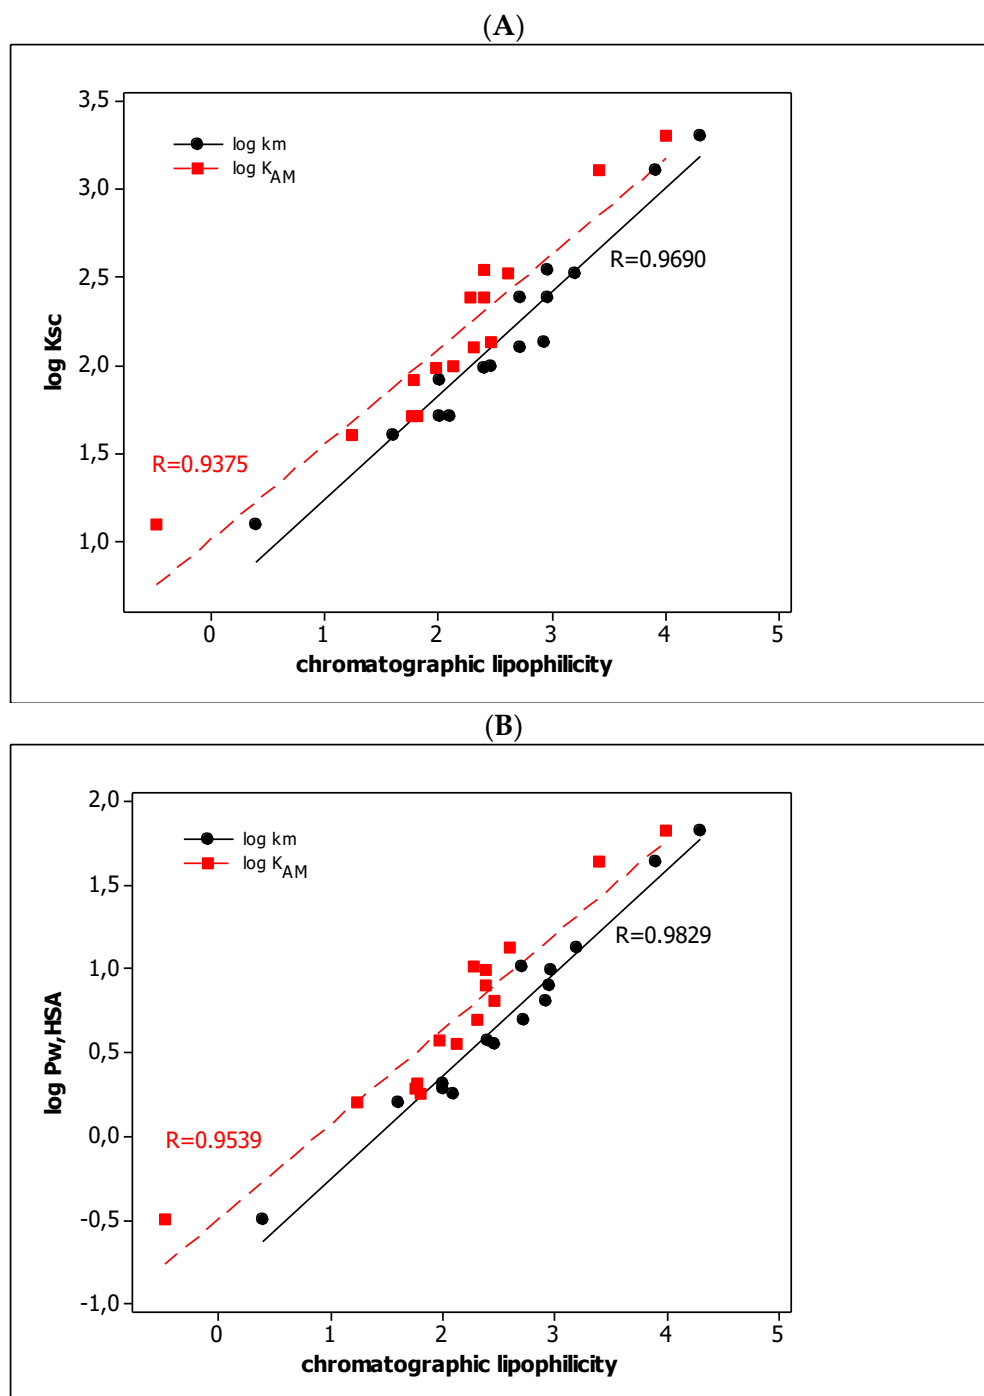 (A)
3,5
log km
log KAM
3,0
R=0.9690
2,5
log Ksc
2,0
1,5
R=0.9375
1,0
0 1 2 3 4 5
chromatographic lipophilicity
(B)
2,0
log km
log KAM
1,5
R=0.9829
1,0
log Pw,HSA
0,5
0,0
R=0.9539
-0,5
-1,0
0 1 2 3 4 5
chromatographic lipophilicity